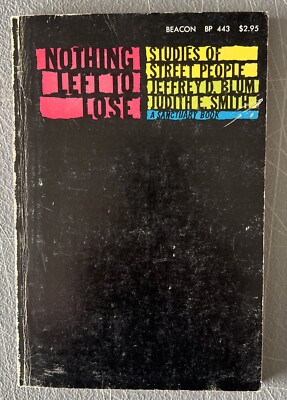 BEACON BP 443 $2.95
NOTHING
LEFT TO
LOSE
STUDIES OF
STREET PEOPLE
JEFFREY D. BLUM
JUDITH E. SMITH
A SANCTUARY BOOK